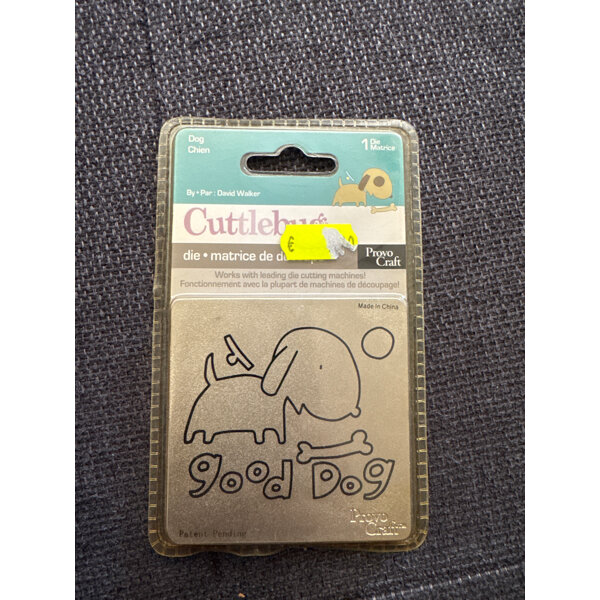 Dog
Chien
1 Die
Matrice
By • Par : David Walker
Cuttlebug
die • matrice de
Provo
Craft
Works with leading die cutting machines!
Fonctionnement avec la plupart de machines de découpage!
Made in China
good Dog
Provo
Craft
Patent Pending